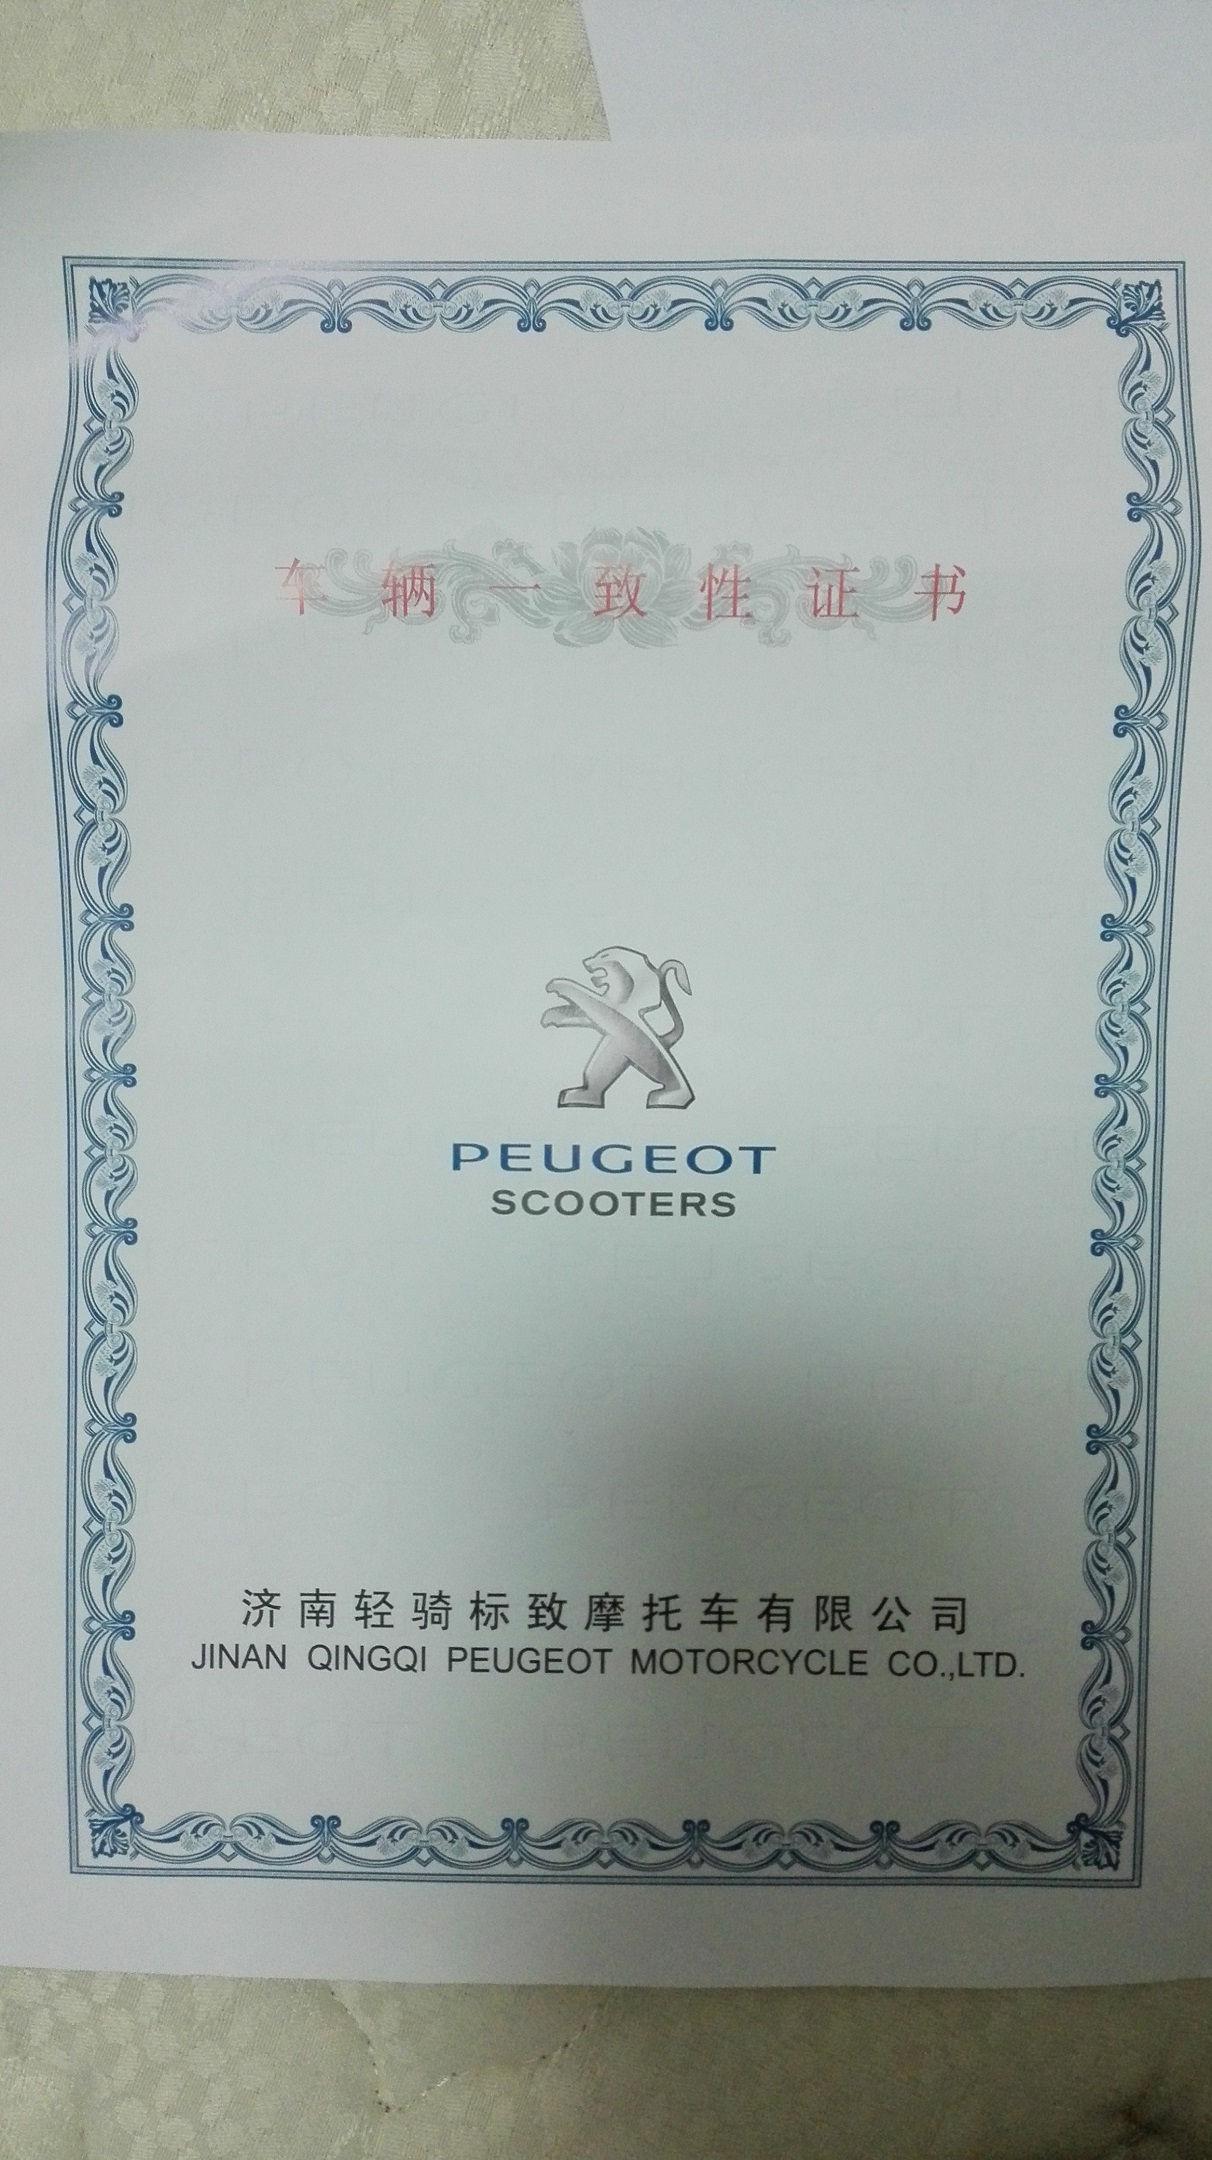 车辆一致性证书
PEUGEOT
SCOOTERS
济南轻骑标致摩托车有限公司
JINAN QINGQI PEUGEOT MOTORCYCLE CO.,LTD.